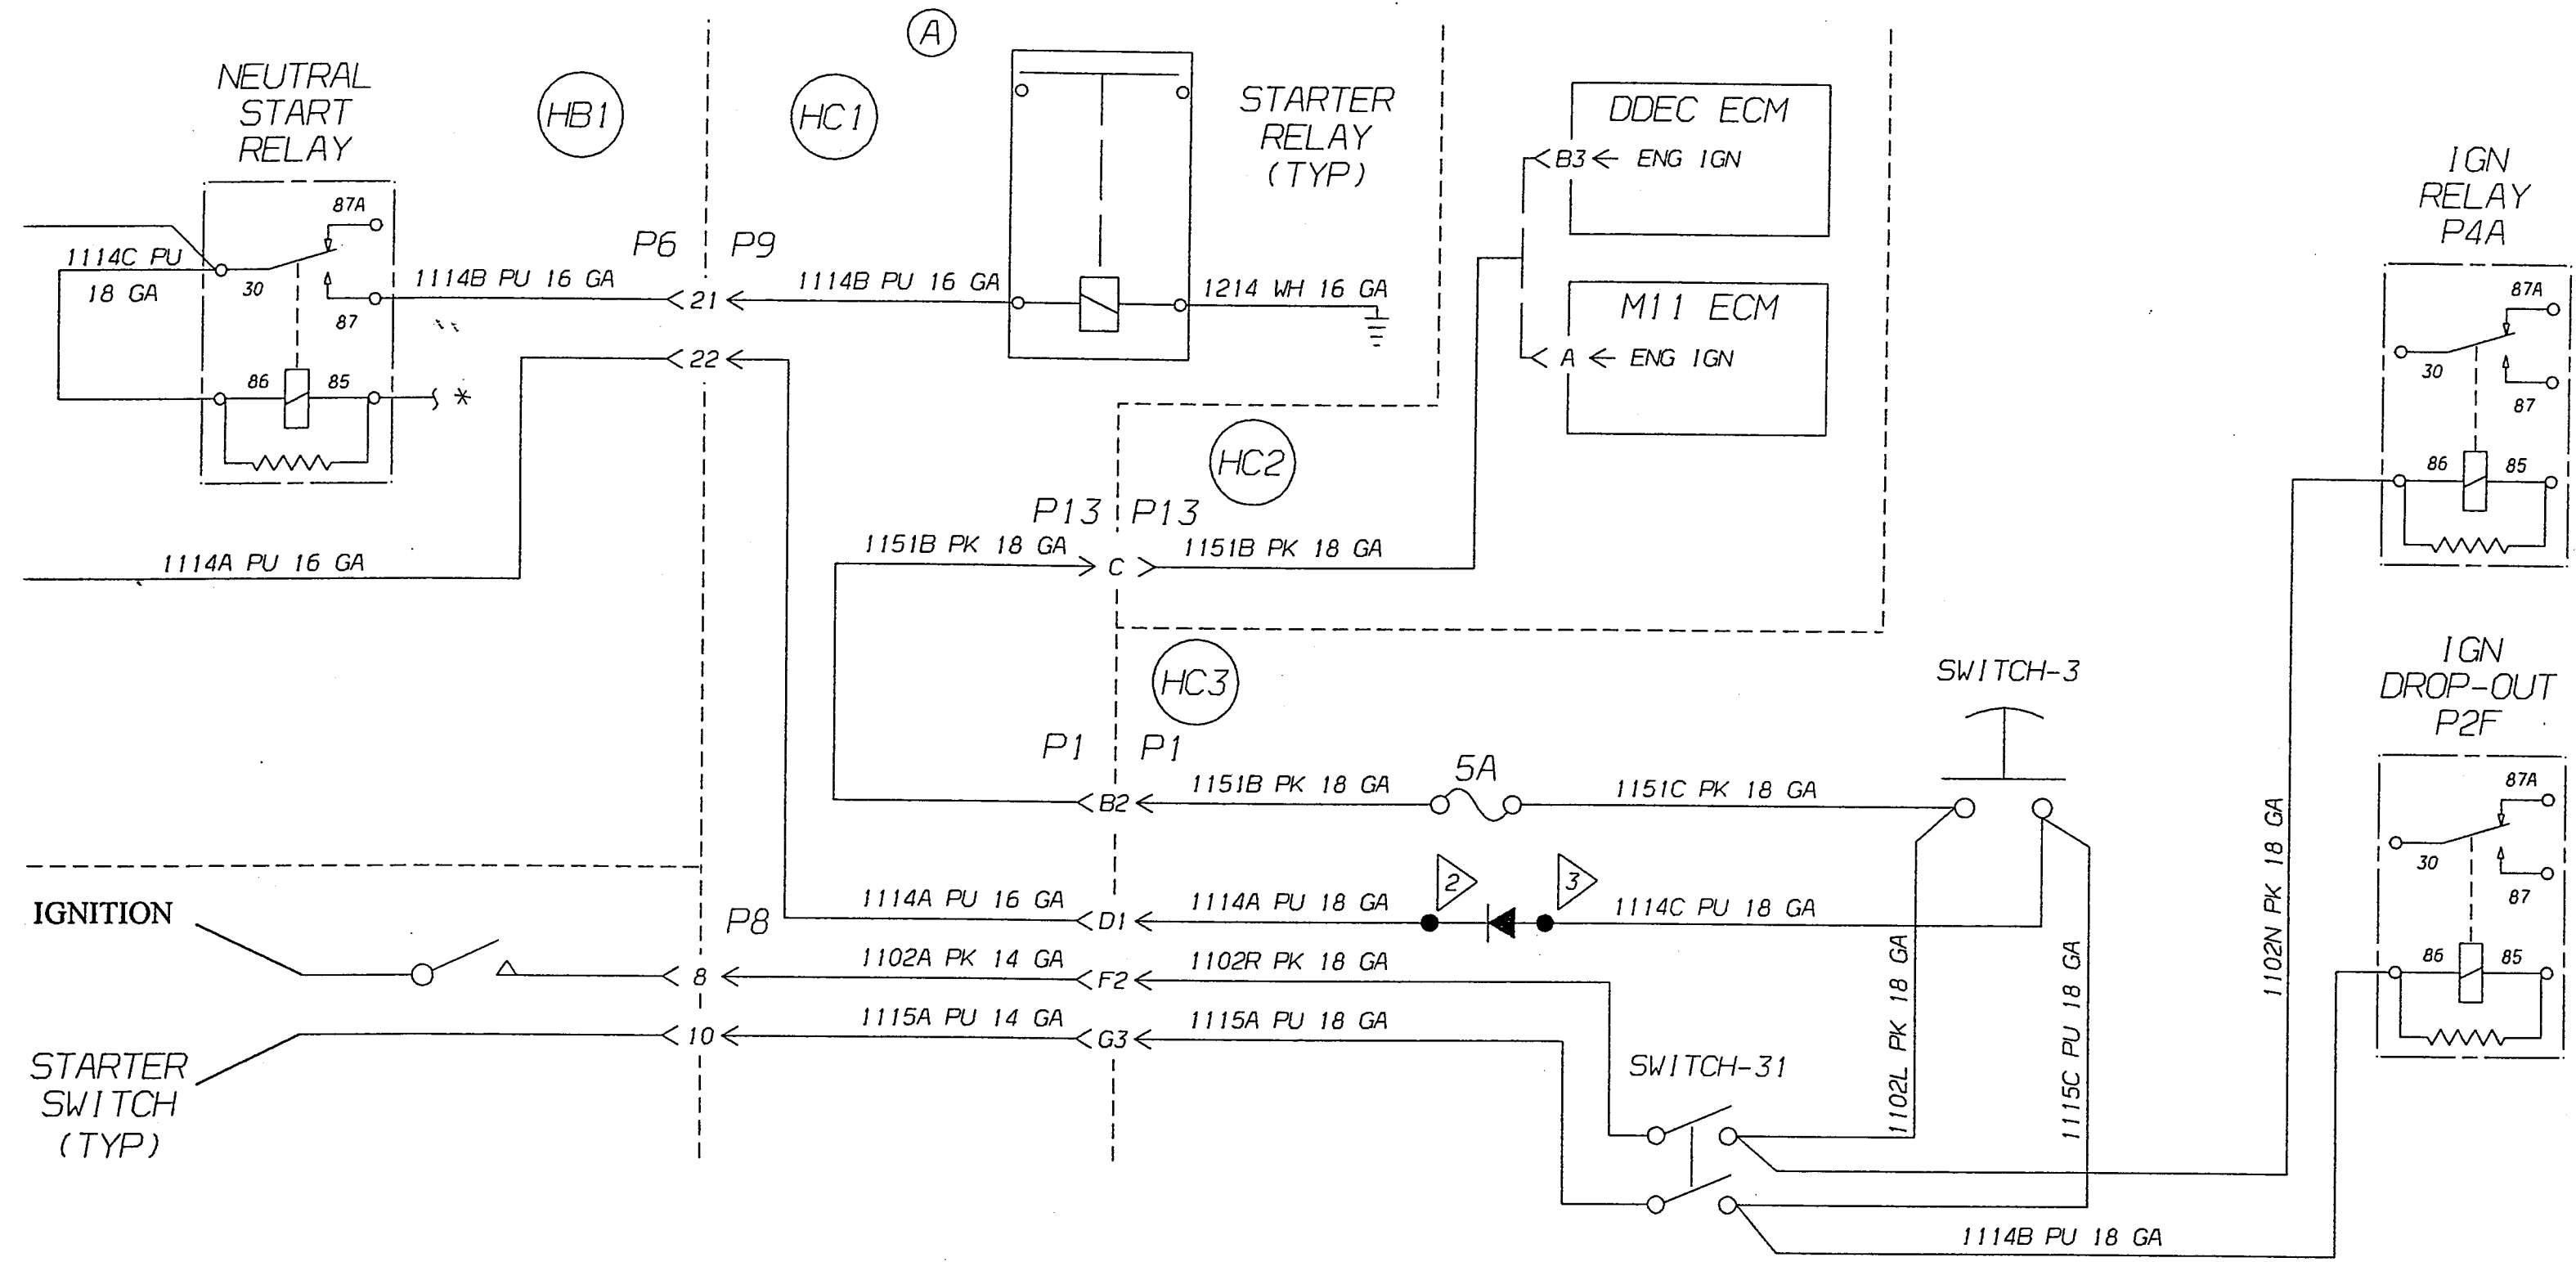 A
NEUTRAL
START
RELAY
HB1
HC1
STARTER
RELAY
(TYP)
DDEC ECM
B3 ENG IGN
M11 ECM
A ENG IGN
IGN
RELAY
P4A
87A
30
87
86 85
1114C PU
18 GA
87A
30
87
86 85 *
1114B PU 16 GA
P6 P9
21
1114B PU 16 GA
1214 WH 16 GA
22
1114A PU 16 GA
HC2
P13 P13
1151B PK 18 GA
C
1151B PK 18 GA
HC3
P1 P1
B2
1151B PK 18 GA
5A
1151C PK 18 GA
SWITCH-3
IGN
DROP-OUT
P2F
87A
30
87
86 85
IGNITION
P8
1114A PU 16 GA
D1
1114A PU 18 GA
2
3
1114C PU 18 GA
8
1102A PK 14 GA
F2
1102R PK 18 GA
10
1115A PU 14 GA
G3
1115A PU 18 GA
STARTER
SWITCH
(TYP)
SWITCH-31
1102L PK 18 GA
1115C PU 18 GA
1102N PK 18 GA
1114B PU 18 GA